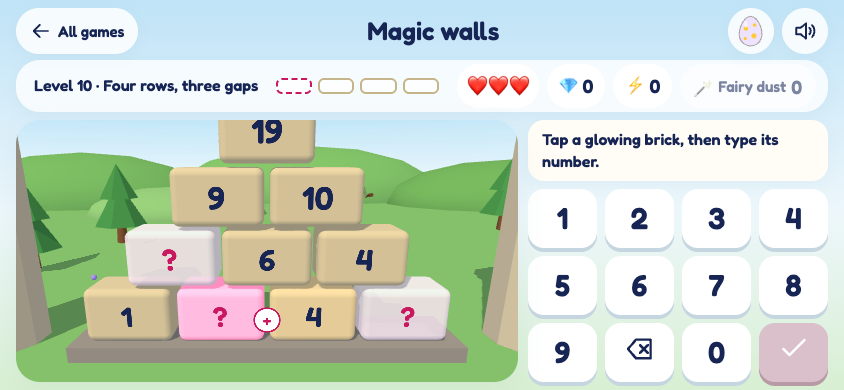 All games
Magic walls
Level 10 · Four rows, three gaps
0
0
Fairy dust 0
19
9 10
? 6 4
1 ? + 4 ?
Tap a glowing brick, then type its
number.
1 2 3 4
5 6 7 8
9 0